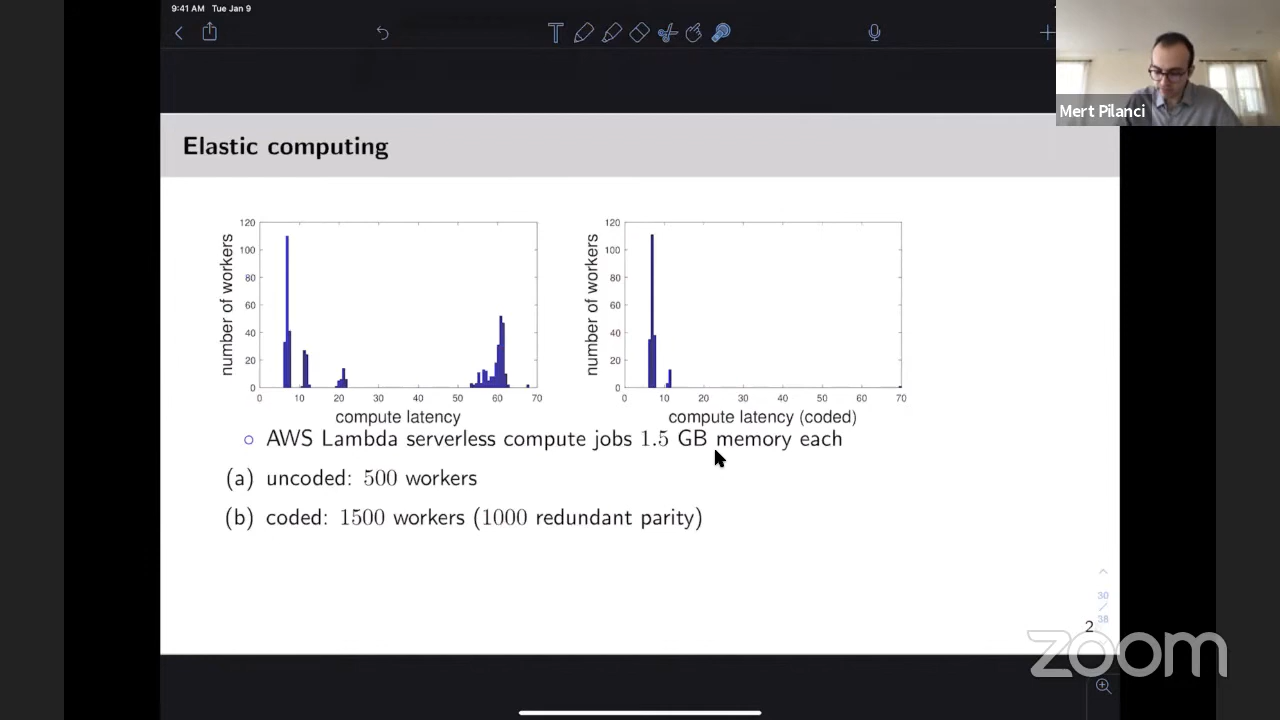 9:41 AM Tue Jan 9
Mert Pilanci
Elastic computing
120
100
80
60
40
20
0
number of workers
0 10 20 30 40 50 60 70
compute latency
120
100
80
60
40
20
0
number of workers
0 10 20 30 40 50 60 70
compute latency (coded)
○ AWS Lambda serverless compute jobs 1.5 GB memory each
(a) uncoded: 500 workers
(b) coded: 1500 workers (1000 redundant parity)
30
/
38
2
zoom